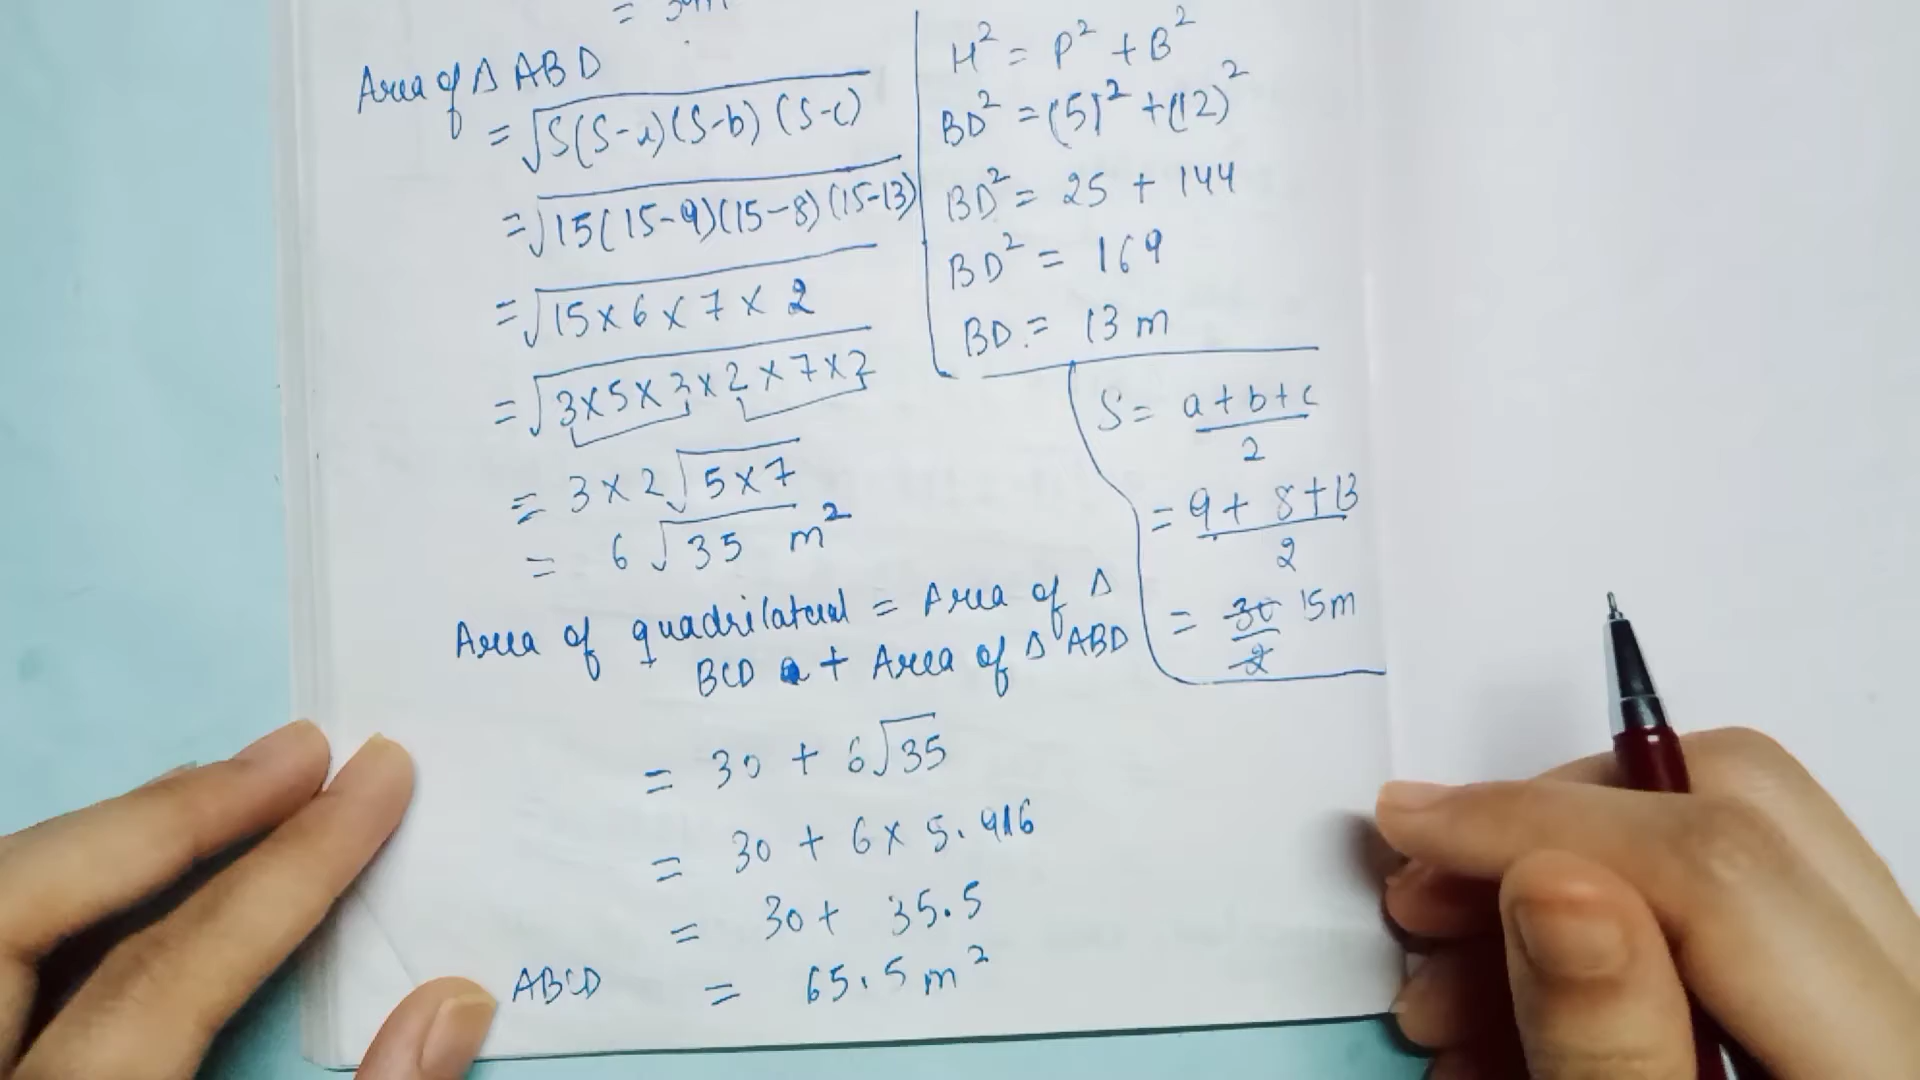 Area of Δ ABD
= √S(S-a)(S-b) (S-c)
= √15(15-9)(15-8) (15-13)
= √15 × 6 × 7 × 2
= √3×5×3×2×7×2
= 3 × 2 √5×7
= 6 √35 m²
Area of quadrilateral = Area of Δ
BCD + Area of Δ ABD
= 30 + 6√35
= 30 + 6 × 5.916
= 30 + 35.5
ABCD = 65.5 m²
H² = P² + B²
BD² = (5)² + (12)²
BD² = 25 + 144
BD² = 169
BD = 13 m
S = a + b + c
2
= 9 + 8 + 13
2
= 30 15m
2